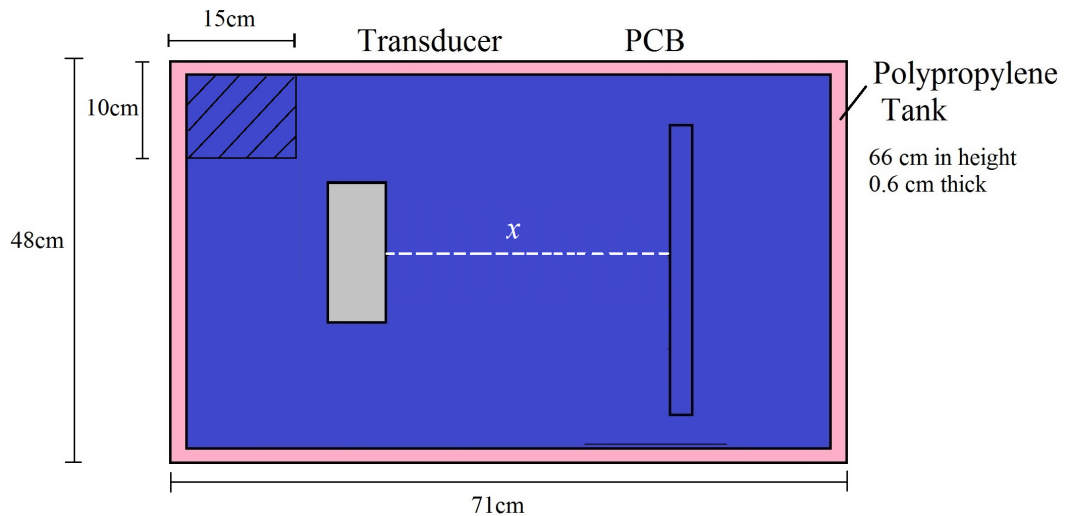 15cm
Transducer
PCB
Polypropylene
Tank
10cm
66 cm in height
0.6 cm thick
x
48cm
71cm